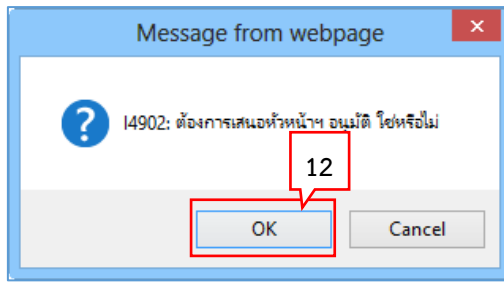 Message from webpage
x
I4902: ต้องการเสนอหัวหน้าฯ อนุมัติ ใช่หรือไม่
12
OK
Cancel